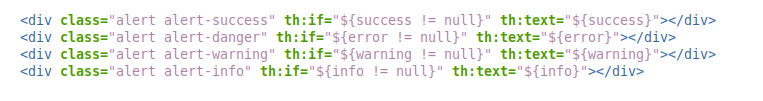 <div class="alert alert-success" th:if="${success != null}" th:text="${success}"></div>
<div class="alert alert-danger" th:if="${error != null}" th:text="${error}"></div>
<div class="alert alert-warning" th:if="${warning != null}" th:text="${warning}"></div>
<div class="alert alert-info" th:if="${info != null}" th:text="${info}"></div>